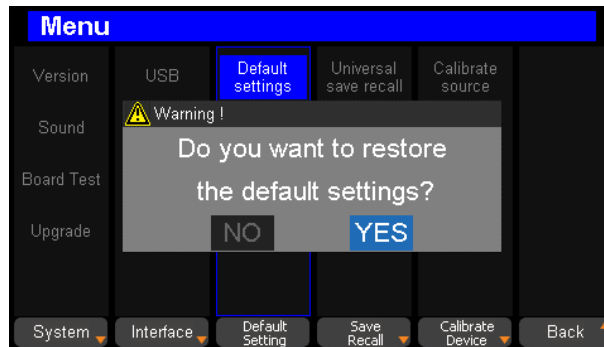 Menu
Version
USB
Default
settings
Universal
save recall
Calibrate
source
Sound
Warning !
Do you want to restore
the default settings?
Board Test
Upgrade
NO
YES
System
Interface
Default
Setting
Save
Recall
Calibrate
Device
Back